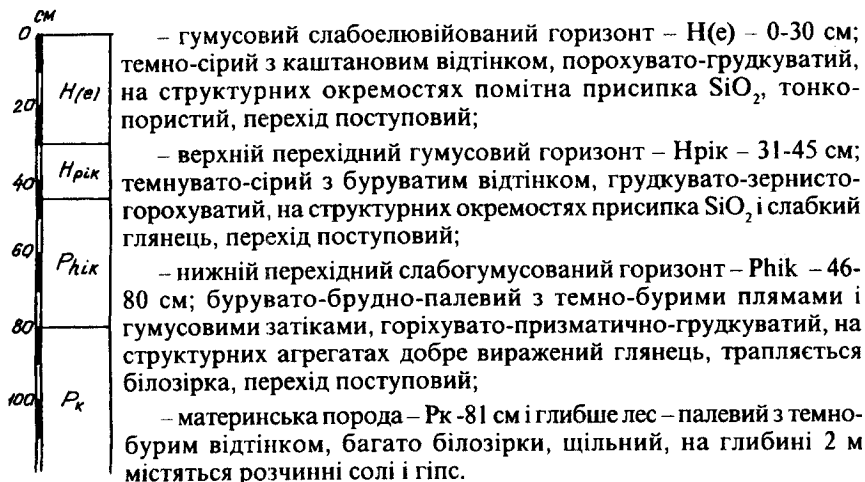 см
0
20
40
60
80
100
H(e)
Hрiк
Phiк
Pк
– гумусовий слабоелювійований горизонт – H(e) – 0-30 см;
темно-сірий з каштановим відтінком, порохувато-грудкуватий,
на структурних окремостях помітна присипка SiO₂, тонко-
пористий, перехід поступовий;
– верхній перехідний гумусовий горизонт – Нрік – 31-45 см;
темнувато-сірий з буруватим відтінком, грудкувато-зернисто-
горохуватий, на структурних окремостях присипка SiO₂ і слабкий
глянець, перехід поступовий;
– нижній перехідний слабогумусований горизонт – Phik – 46-
80 см; бурувато-брудно-палевий з темно-бурими плямами і
гумусовими затіками, горіхувато-призматично-грудкуватий, на
структурних агрегатах добре виражений глянець, трапляється
білозірка, перехід поступовий;
– материнська порода – Рк -81 см і глибше лес – палевий з темно-
бурим відтінком, багато білозірки, щільний, на глибині 2 м
містяться розчинні солі і гіпс.